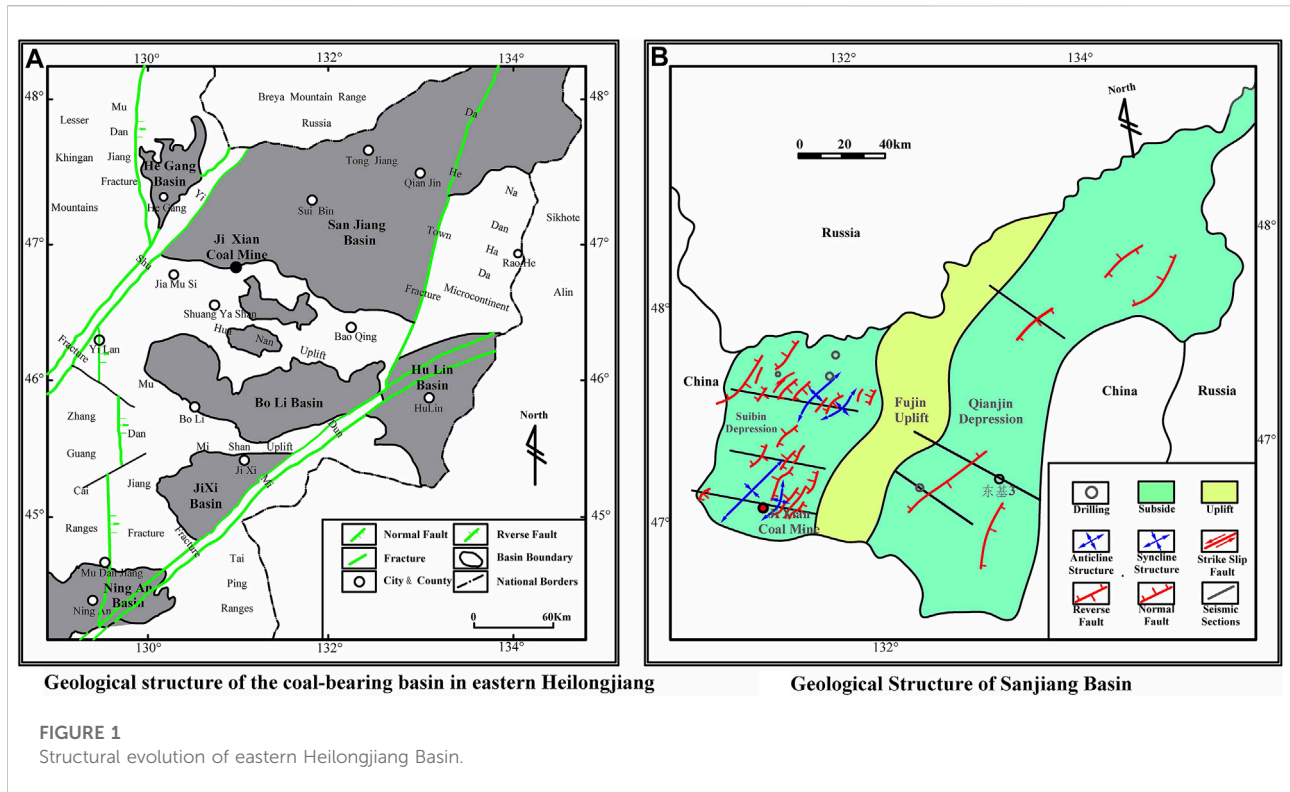 A
130°
132°
134°
48°
47°
46°
45°
Breya Mountain Range
Russia
Lesser
Khingan
Mountains
Mu
Dan
Jiang
Fracture
He Gang
Basin
He Gang
Yi
Shu
Fracture
Tong Jiang
Qian Jin
Sui Bin
San Jiang
Basin
Da
He
Town
Fracture
Na
Dan
Ha
Da
Microcontinent
Rao He
Sikhote
Alin
Ji Xian
Coal Mine
Jia Mu Si
Shuang Ya Shan
Hua
Nan
Uplift
Bao Qing
Yi Lan
Mu
Dan
Jiang
Fracture
Bo Li Basin
Bo Li
Hu Lin
Basin
HuLin
Zhang
Guang
Cai
Ranges
Mi
Shan
Uplift
Ji Xi
JiXi
Basin
Dun
Mi
Fracture
Tai
Ping
Ranges
Mu Dan Jiang
Ning An
Basin
Ning An
North
Normal Fault
Rverse Fault
Fracture
Basin Boundary
City & County
National Borders
0 60Km
130°
132°
134°
Geological structure of the coal-bearing basin in eastern Heilongjiang
B
132°
134°
North
0 20 40km
Russia
48°
48°
China
Suibin
Depression
Fujin
Uplift
Qianjin
Depression
China
Russia
47°
47°
东基3
Ji Xian
Coal Mine
Drilling
Subside
Uplift
Anticline
Structure
Syncline
Structure
Strike Slip
Fault
Reverse
Fault
Normal
Fault
Seismic
Sections
132°
Geological Structure of Sanjiang Basin
FIGURE 1
Structural evolution of eastern Heilongjiang Basin.